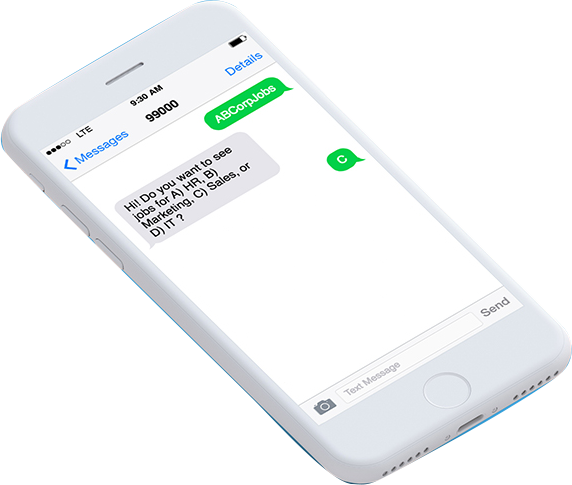 LTE
9:30 AM
Messages
99000
Details
ABCorpJobs
Hi! Do you want to see
jobs for A) HR, B)
Marketing, C) Sales, or
D) IT ?
C
Text Message
Send